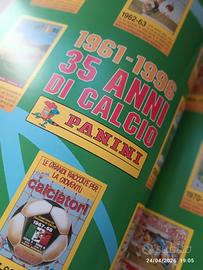 1962-63
1961-1996
35 ANNI
DI CALCIO
PANINI
LE GRANDI RACCOLTE PER
LA GIOVENTÙ
calciatori
24/04/2026 19:05